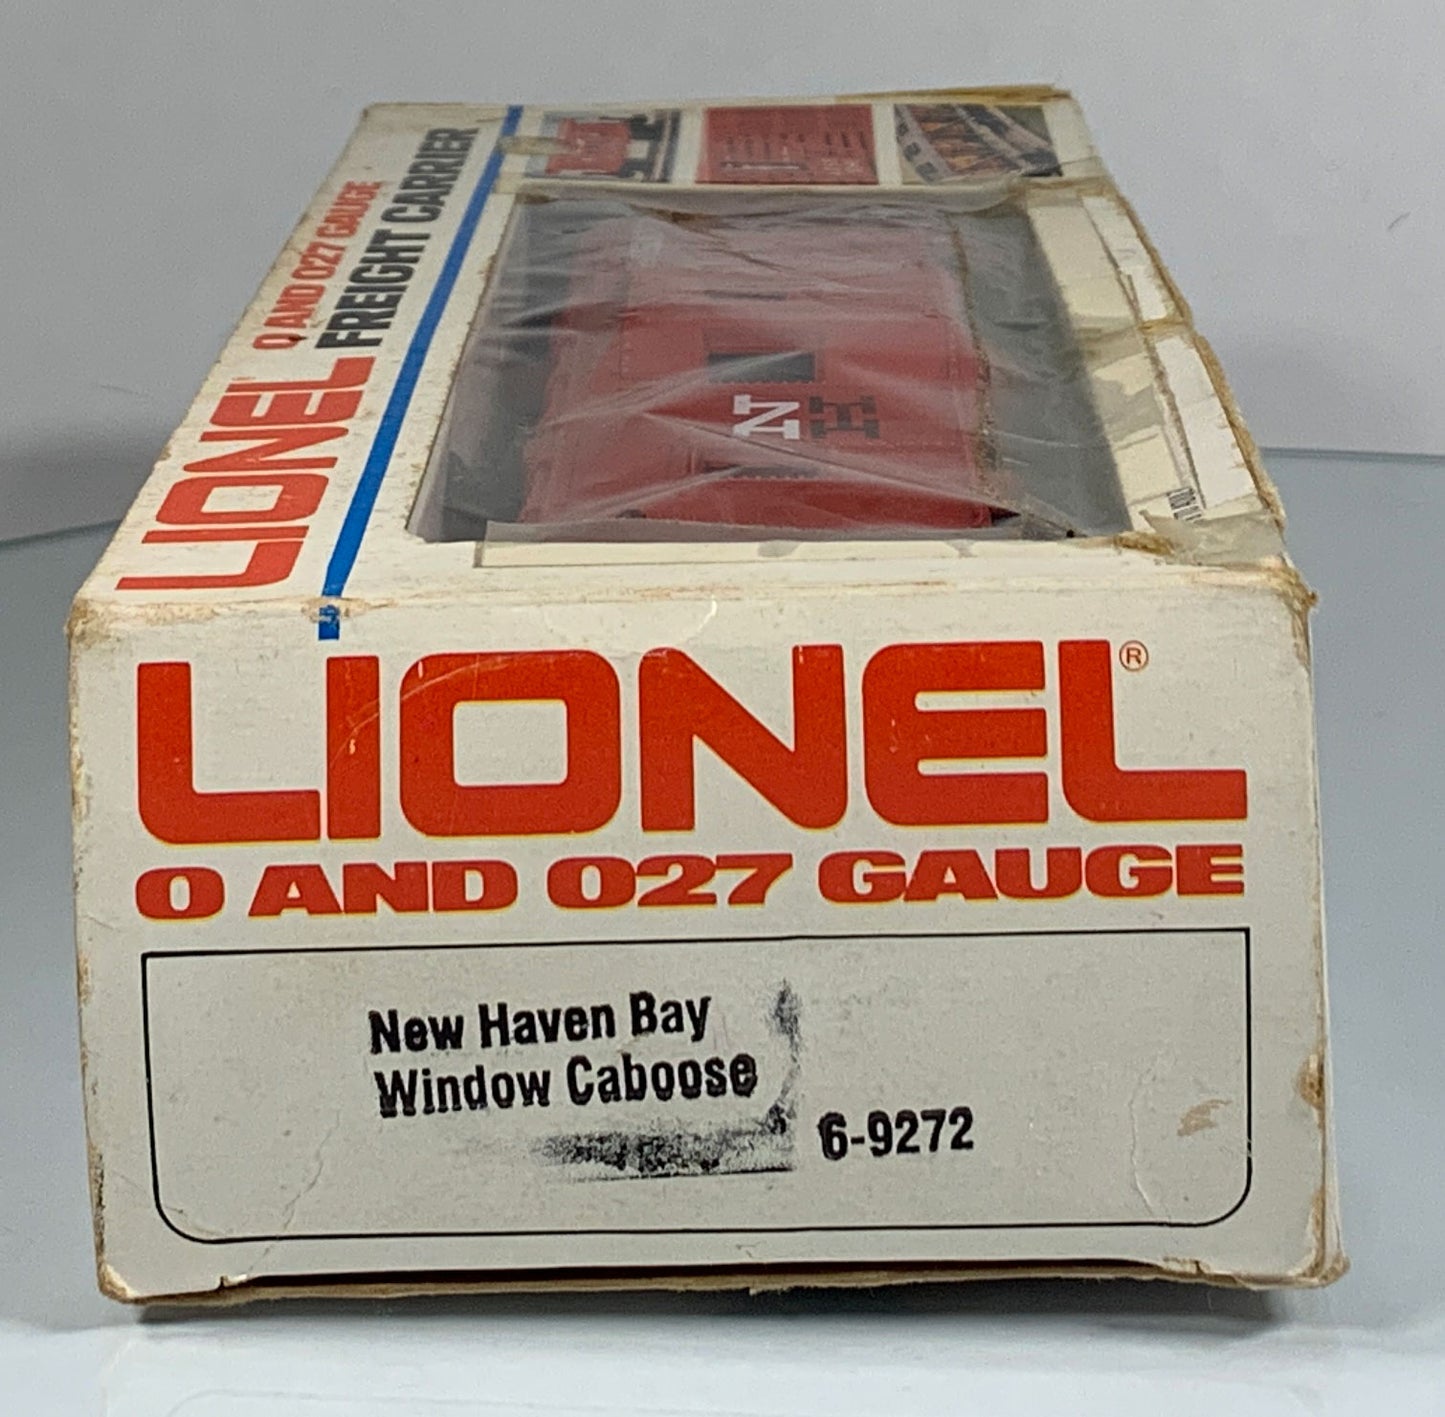 LIONEL
O AND 027 GAUGE
FREIGHT CARRIER
N
H
LIONEL®
O AND 027 GAUGE
New Haven Bay
Window Caboose
6-9272